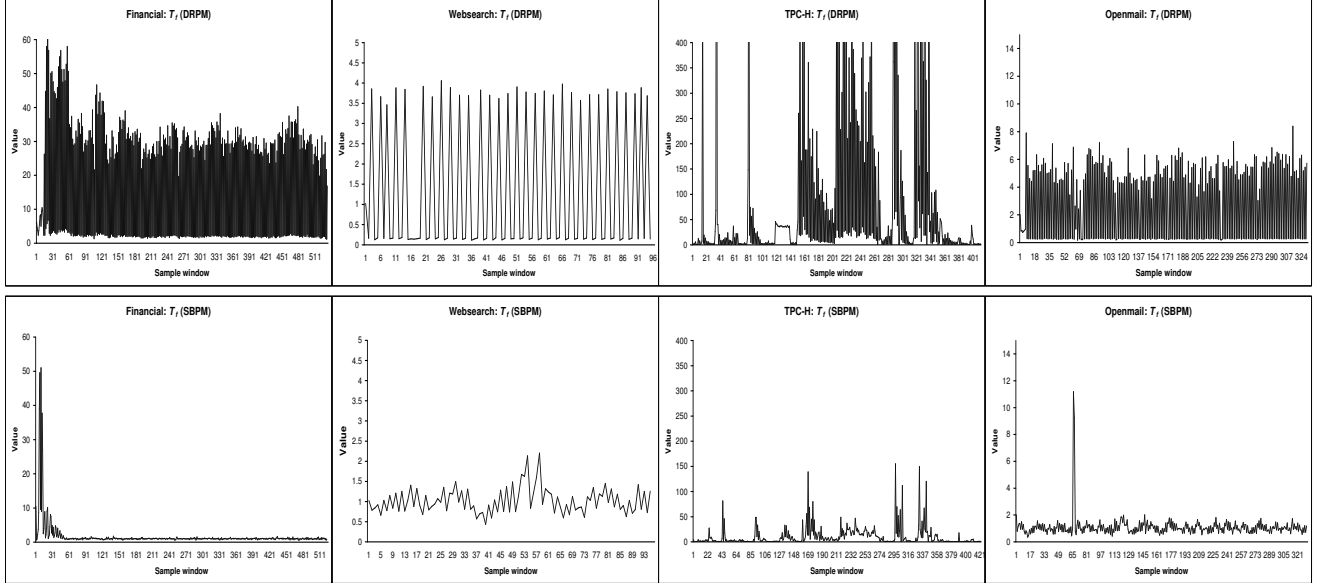 Financial: Tf (DRPM)
60
50
40
30
20
10
0
Value
1 31 61 91 121 151 181 211 241 271 301 331 361 391 421 451 481 511
Sample window
Websearch: Tf (DRPM)
5
4.5
4
3.5
3
2.5
2
1.5
1
0.5
0
Value
1 6 11 16 21 26 31 36 41 46 51 56 61 66 71 76 81 86 91 96
Sample window
TPC-H: Tf (DRPM)
400
350
300
250
200
150
100
50
0
Value
1 21 41 61 81 101 121 141 161 181 201 221 241 261 281 301 321 341 361 381 401
Sample window
Openmail: Tf (DRPM)
14
12
10
8
6
4
2
0
Value
1 18 35 52 69 86 103 120 137 154 171 188 205 222 239 256 273 290 307 324
Sample window
Financial: Tf (SBPM)
60
50
40
30
20
10
0
Value
1 31 61 91 121 151 181 211 241 271 301 331 361 391 421 451 481 511
Sample window
Websearch: Tf (SBPM)
5
4.5
4
3.5
3
2.5
2
1.5
1
0.5
0
Value
1 5 9 13 17 21 25 29 33 37 41 45 49 53 57 61 65 69 73 77 81 85 89 93
Sample window
TPC-H: Tf (SBPM)
400
350
300
250
200
150
100
50
0
Value
1 22 43 64 85 106 127 148 169 190 211 232 253 274 295 316 337 358 379 400 421
Sample window
Openmail: Tf (SBPM)
14
12
10
8
6
4
2
0
Value
1 17 33 49 65 81 97 113 129 145 161 177 193 209 225 241 257 273 289 305 321
Sample window